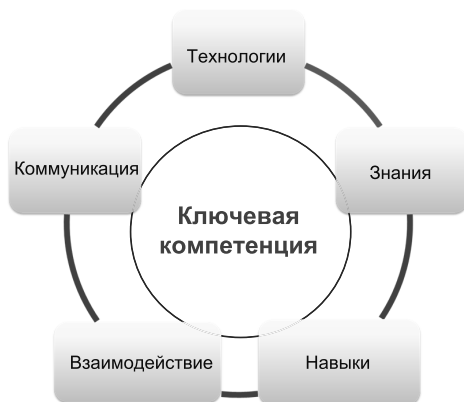 Технологии
Коммуникация
Знания
Ключевая
компетенция
Взаимодействие
Навыки